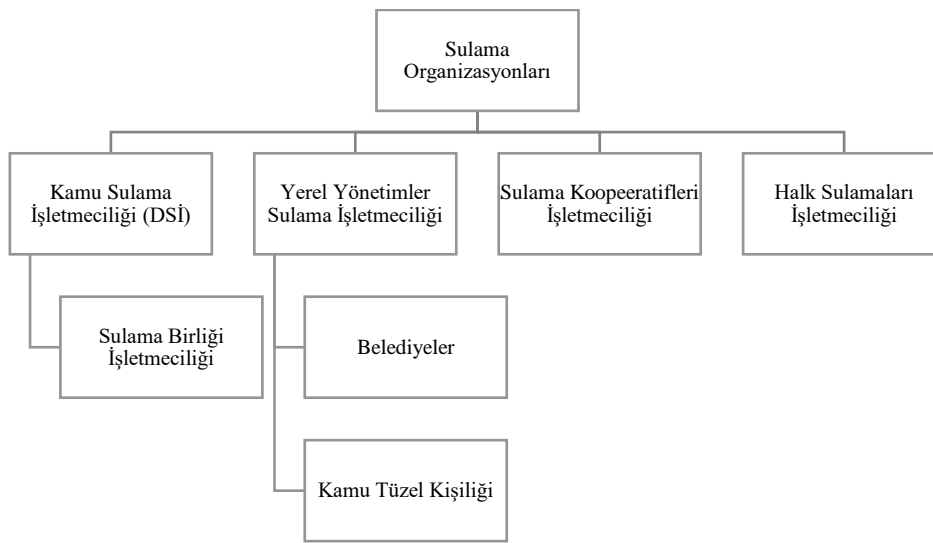 Sulama
Organizasyonları
Kamu Sulama
İşletmeciliği (DSİ)
Yerel Yönetimler
Sulama İşletmeciliği
Sulama Koopeeratifleri
İşletmeciliği
Halk Sulamaları
İşletmeciliği
Sulama Birliği
İşletmeciliği
Belediyeler
Kamu Tüzel Kişiliği